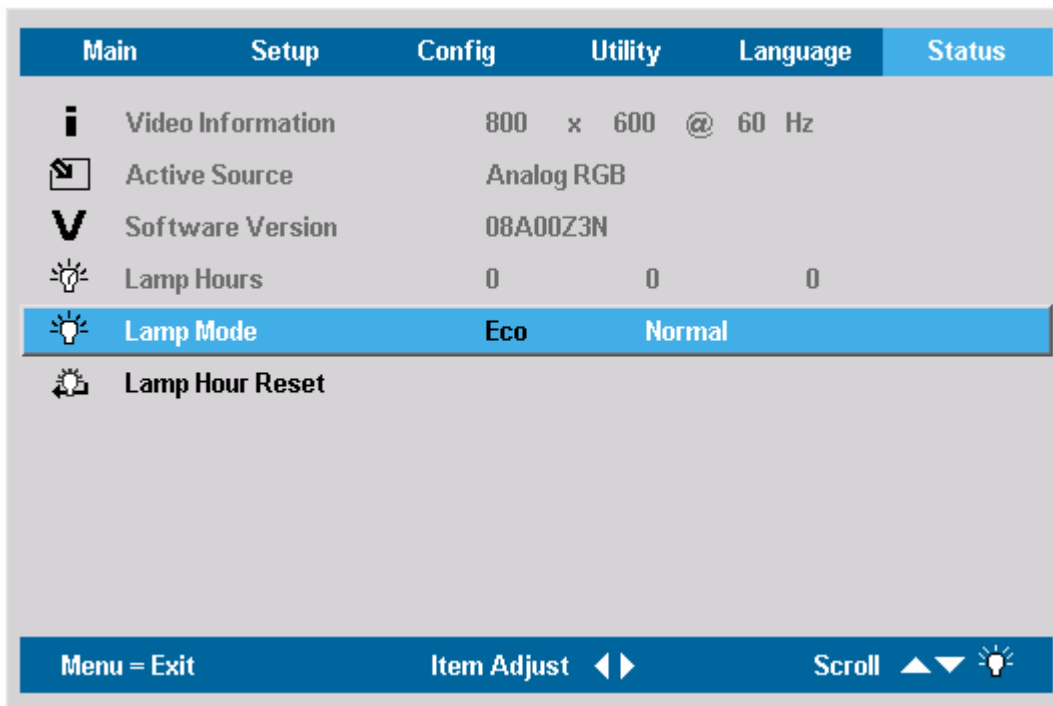 Main Setup Config Utility Language Status
i Video Information 800 x 600 @ 60 Hz
Active Source Analog RGB
V Software Version 08A00Z3N
Lamp Hours 0 0 0
Lamp Mode Eco Normal
Lamp Hour Reset
Menu = Exit Item Adjust Scroll